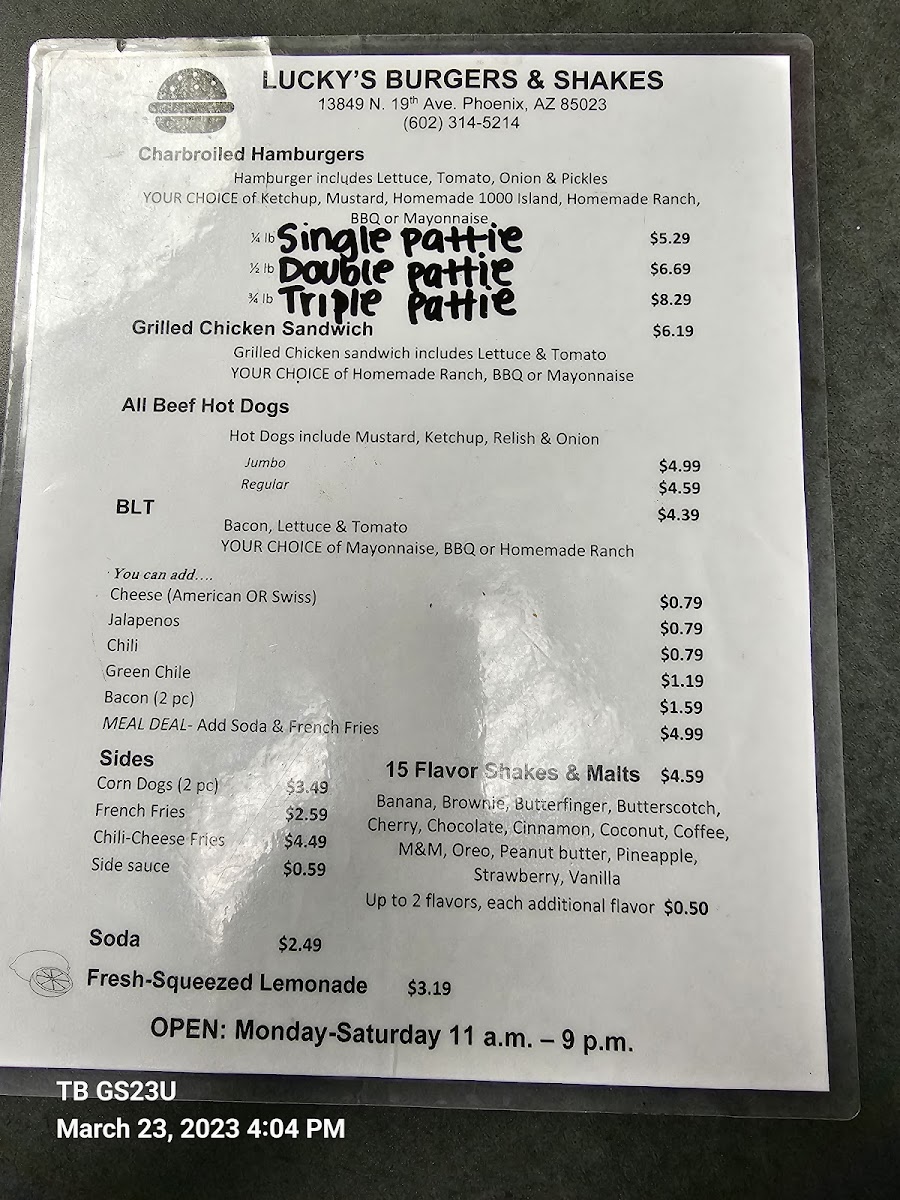 LUCKY'S BURGERS & SHAKES
13849 N. 19th Ave. Phoenix, AZ 85023
(602) 314-5214
Charbroiled Hamburgers
Hamburger includes Lettuce, Tomato, Onion & Pickles
YOUR CHOICE of Ketchup, Mustard, Homemade 1000 Island, Homemade Ranch,
BBQ or Mayonnaise
¼ lb Single pattie $5.29
½ lb Double pattie $6.69
¾ lb Triple pattie $8.29
Grilled Chicken Sandwich $6.19
Grilled Chicken sandwich includes Lettuce & Tomato
YOUR CHOICE of Homemade Ranch, BBQ or Mayonnaise
All Beef Hot Dogs
Hot Dogs include Mustard, Ketchup, Relish & Onion
Jumbo $4.99
Regular $4.59
BLT $4.39
Bacon, Lettuce & Tomato
YOUR CHOICE of Mayonnaise, BBQ or Homemade Ranch
You can add....
Cheese (American OR Swiss) $0.79
Jalapenos $0.79
Chili $0.79
Green Chile $1.19
Bacon (2 pc) $1.59
MEAL DEAL- Add Soda & French Fries $4.99
Sides
Corn Dogs (2 pc) $3.49
French Fries $2.59
Chili-Cheese Fries $4.49
Side sauce $0.59
15 Flavor Shakes & Malts $4.59
Banana, Brownie, Butterfinger, Butterscotch,
Cherry, Chocolate, Cinnamon, Coconut, Coffee,
M&M, Oreo, Peanut butter, Pineapple,
Strawberry, Vanilla
Up to 2 flavors, each additional flavor $0.50
Soda $2.49
Fresh-Squeezed Lemonade $3.19
OPEN: Monday-Saturday 11 a.m. – 9 p.m.
TB GS23U
March 23, 2023 4:04 PM